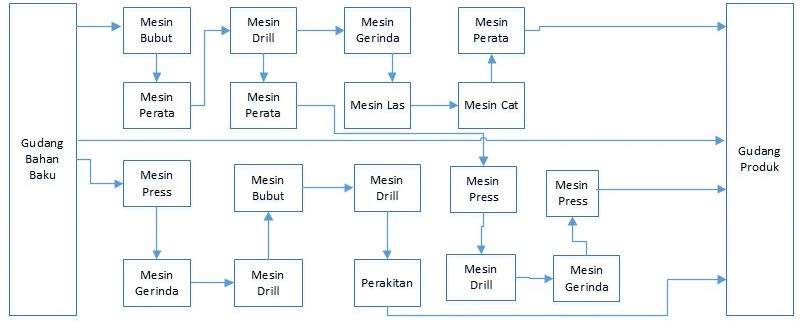 Gudang
Bahan
Baku
Mesin
Bubut
Mesin
Drill
Mesin
Gerinda
Mesin
Perata
Mesin
Perata
Mesin
Perata
Mesin Las
Mesin Cat
Mesin
Press
Mesin
Bubut
Mesin
Drill
Mesin
Press
Mesin
Press
Mesin
Gerinda
Mesin
Drill
Perakitan
Mesin
Drill
Mesin
Gerinda
Gudang
Produk